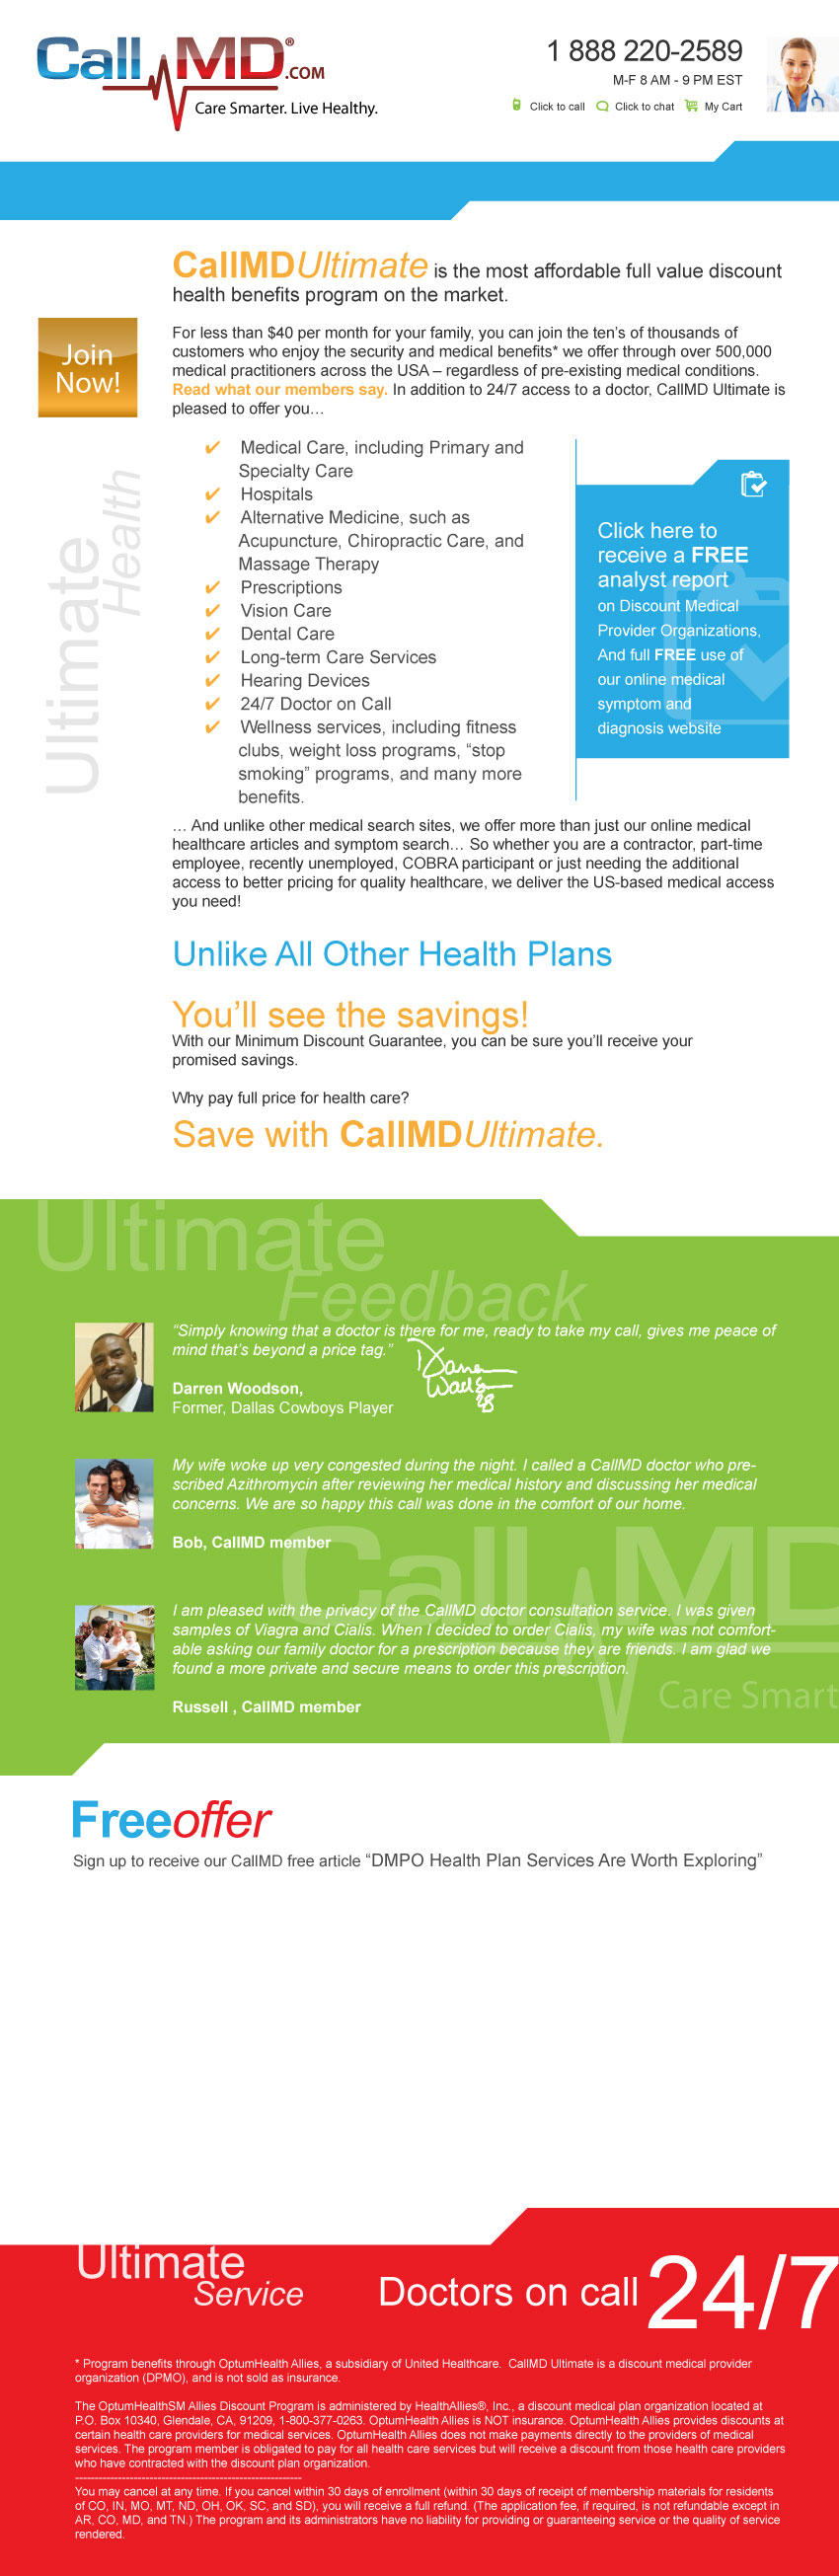 Call MD®.COM
Care Smarter. Live Healthy.
1 888 220-2589
M-F 8 AM - 9 PM EST
Click to call Click to chat My Cart
CallMDUltimate is the most affordable full value discount
health benefits program on the market.
Join
Now!
For less than $40 per month for your family, you can join the ten's of thousands of
customers who enjoy the security and medical benefits* we offer through over 500,000
medical practitioners across the USA – regardless of pre-existing medical conditions.
Read what our members say. In addition to 24/7 access to a doctor, CallMD Ultimate is
pleased to offer you…
Ultimate
Health
✔ Medical Care, including Primary and
Specialty Care
✔ Hospitals
✔ Alternative Medicine, such as
Acupuncture, Chiropractic Care, and
Massage Therapy
✔ Prescriptions
✔ Vision Care
✔ Dental Care
✔ Long-term Care Services
✔ Hearing Devices
✔ 24/7 Doctor on Call
✔ Wellness services, including fitness
clubs, weight loss programs, “stop
smoking” programs, and many more
benefits.
Click here to
receive a FREE
analyst report
on Discount Medical
Provider Organizations,
And full FREE use of
our online medical
symptom and
diagnosis website
… And unlike other medical search sites, we offer more than just our online medical
healthcare articles and symptom search… So whether you are a contractor, part-time
employee, recently unemployed, COBRA participant or just needing the additional
access to better pricing for quality healthcare, we deliver the US-based medical access
you need!
Unlike All Other Health Plans
You'll see the savings!
With our Minimum Discount Guarantee, you can be sure you'll receive your
promised savings.
Why pay full price for health care?
Save with CallMDUltimate.
Ultimate
Feedback
“Simply knowing that a doctor is there for me, ready to take my call, gives me peace of
mind that's beyond a price tag.”
Darren Woodson,
Former, Dallas Cowboys Player
My wife woke up very congested during the night. I called a CallMD doctor who pre-
scribed Azithromycin after reviewing her medical history and discussing her medical
concerns. We are so happy this call was done in the comfort of our home.
Bob, CallMD member
Call MD
I am pleased with the privacy of the CallMD doctor consultation service. I was given
samples of Viagra and Cialis. When I decided to order Cialis, my wife was not comfort-
able asking our family doctor for a prescription because they are friends. I am glad we
found a more private and secure means to order this prescription.
Care Smart
Russell , CallMD member
Freeoffer
Sign up to receive our CallMD free article “DMPO Health Plan Services Are Worth Exploring”
Ultimate
Service
Doctors on call 24/7
* Program benefits through OptumHealth Allies, a subsidiary of United Healthcare. CallMD Ultimate is a discount medical provider
organization (DPMO), and is not sold as insurance.
The OptumHealthSM Allies Discount Program is administered by HealthAllies®, Inc., a discount medical plan organization located at
P.O. Box 10340, Glendale, CA, 91209, 1-800-377-0263. OptumHealth Allies is NOT insurance. OptumHealth Allies provides discounts at
certain health care providers for medical services. OptumHealth Allies does not make payments directly to the providers of medical
services. The program member is obligated to pay for all health care services but will receive a discount from those health care providers
who have contracted with the discount plan organization.
----------------------------------------------------------
You may cancel at any time. If you cancel within 30 days of enrollment (within 30 days of receipt of membership materials for residents
of CO, IN, MO, MT, ND, OH, OK, SC, and SD), you will receive a full refund. (The application fee, if required, is not refundable except in
AR, CO, MD, and TN.) The program and its administrators have no liability for providing or guaranteeing service or the quality of service
rendered.